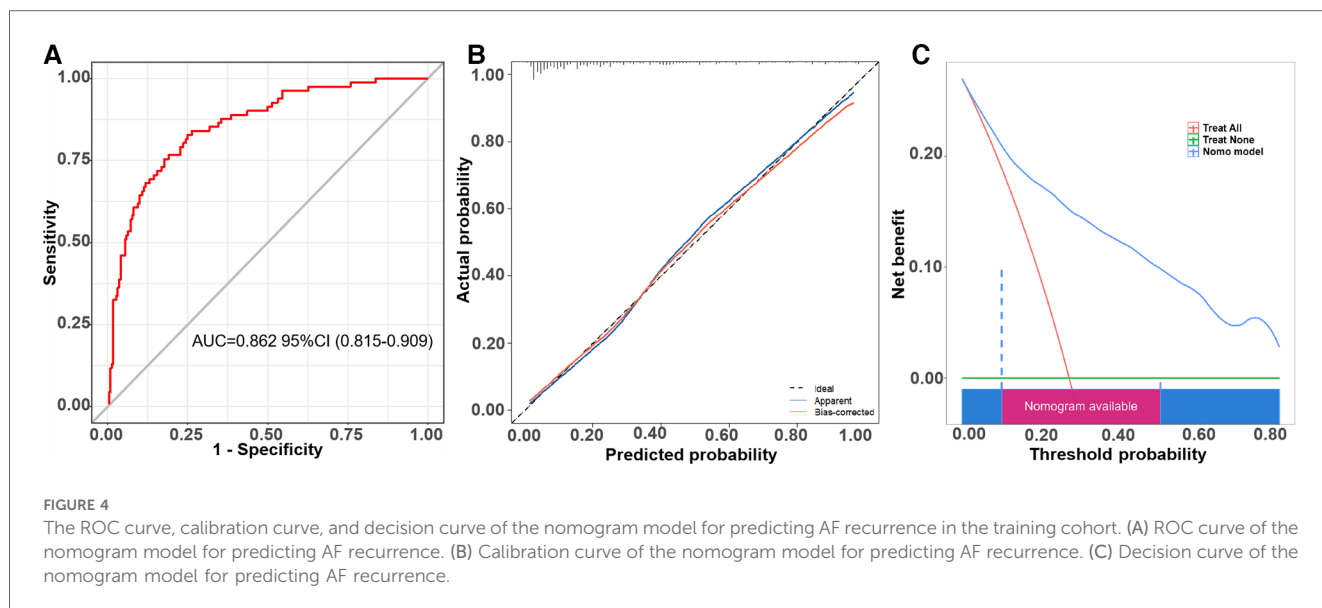 A
1.00
0.75
0.50
0.25
0.00
Sensitivity
AUC=0.862 95%CI (0.815-0.909)
0.00 0.25 0.50 0.75 1.00
1 - Specificity
B
1.00
0.80
0.60
0.40
0.20
0.00
Actual probability
Ideal
Apparent
Bias-corrected
0.00 0.20 0.40 0.60 0.80 1.00
Predicted probability
C
0.20
0.10
0.00
Net benefit
Treat All
Treat None
Nomo model
Nomogram available
0.00 0.20 0.40 0.60 0.80
Threshold probability
FIGURE 4
The ROC curve, calibration curve, and decision curve of the nomogram model for predicting AF recurrence in the training cohort. (A) ROC curve of the
nomogram model for predicting AF recurrence. (B) Calibration curve of the nomogram model for predicting AF recurrence. (C) Decision curve of the
nomogram model for predicting AF recurrence.